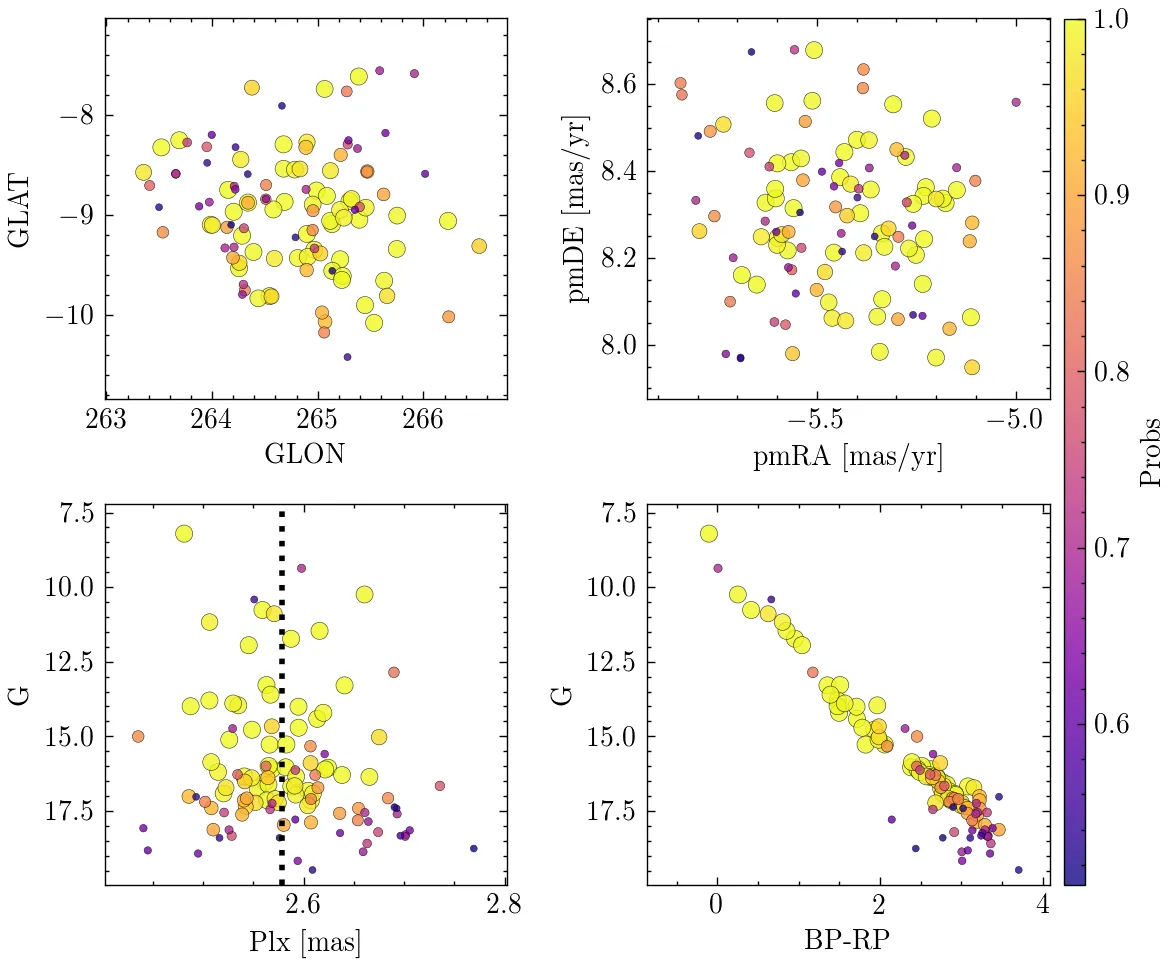 −8
−9
−10
GLAT
263 264 265 266
GLON
8.6
8.4
8.2
8.0
pmDE [mas/yr]
−5.5 −5.0
pmRA [mas/yr]
1.0
0.9
0.8
0.7
0.6
Probs
7.5
10.0
12.5
15.0
17.5
G
2.6 2.8
Plx [mas]
7.5
10.0
12.5
15.0
17.5
G
0 2 4
BP-RP